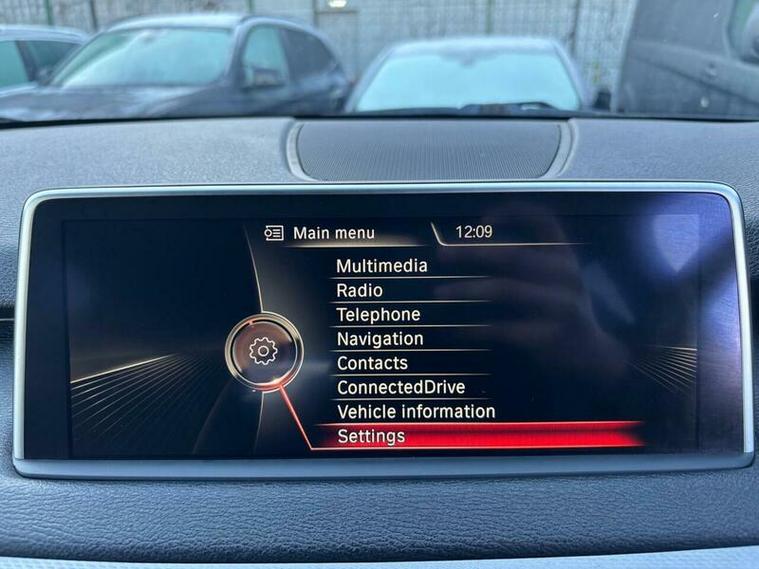 Main menu
12:09
Multimedia
Radio
Telephone
Navigation
Contacts
ConnectedDrive
Vehicle information
Settings